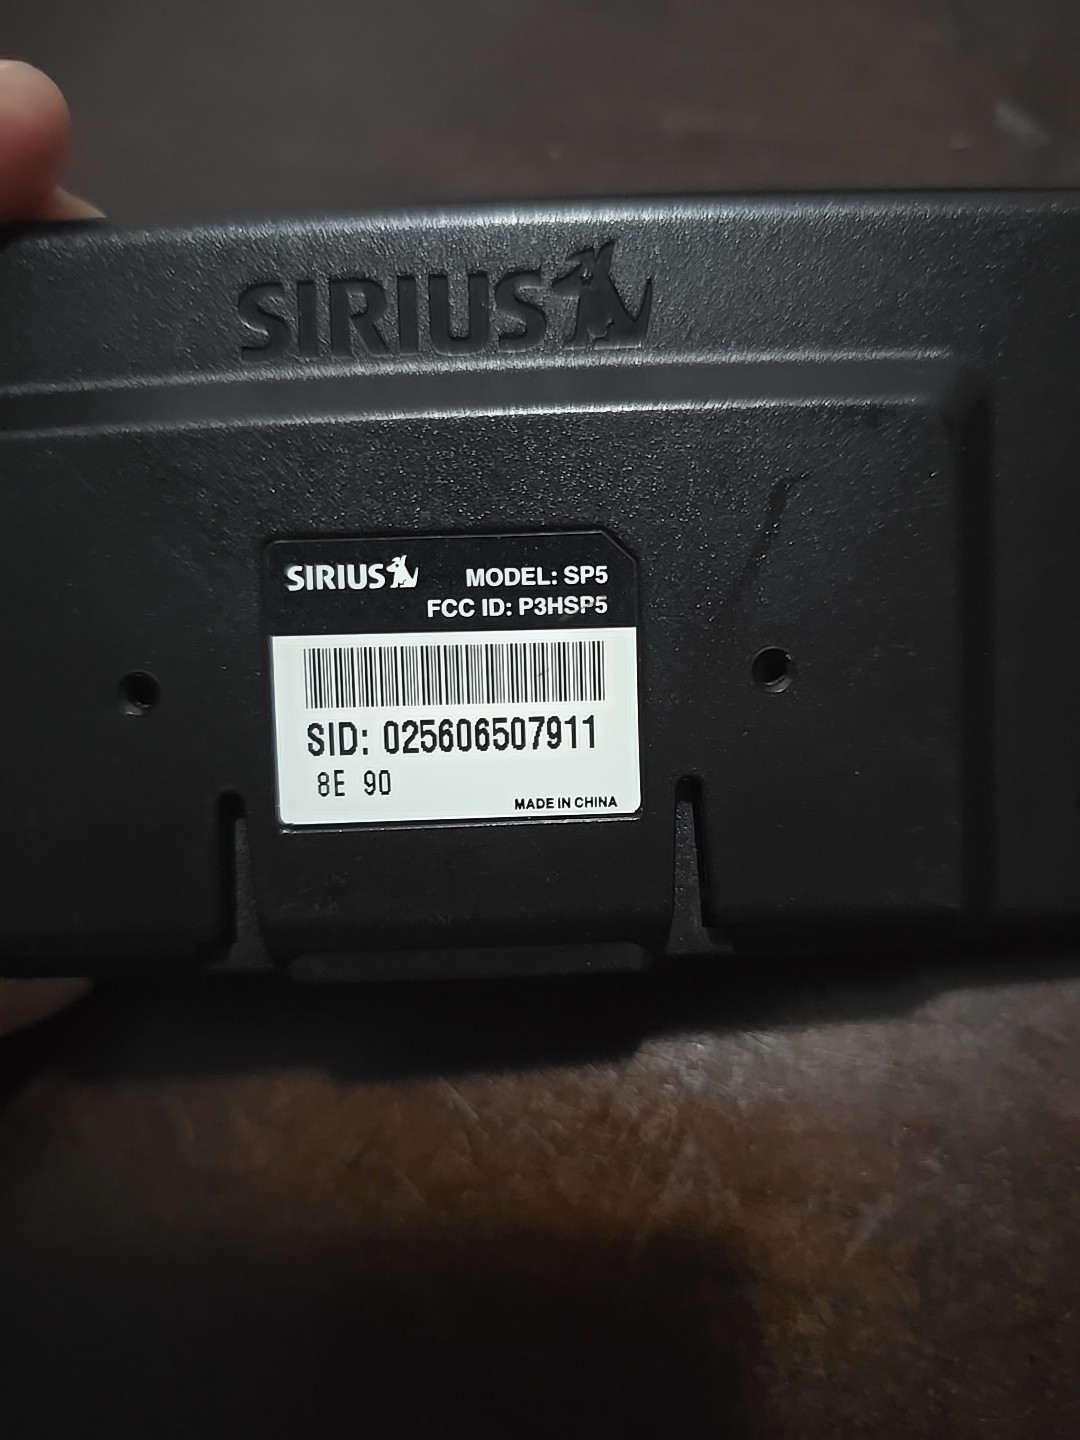 SIRIUS
SIRIUS
MODEL: SP5
FCC ID: P3HSP5
SID: 025606507911
8E 90
MADE IN CHINA